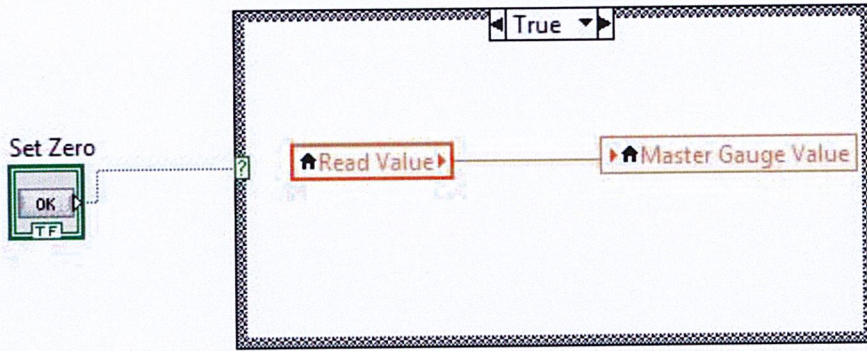 True
Set Zero
OK
TF
?
Read Value
Master Gauge Value